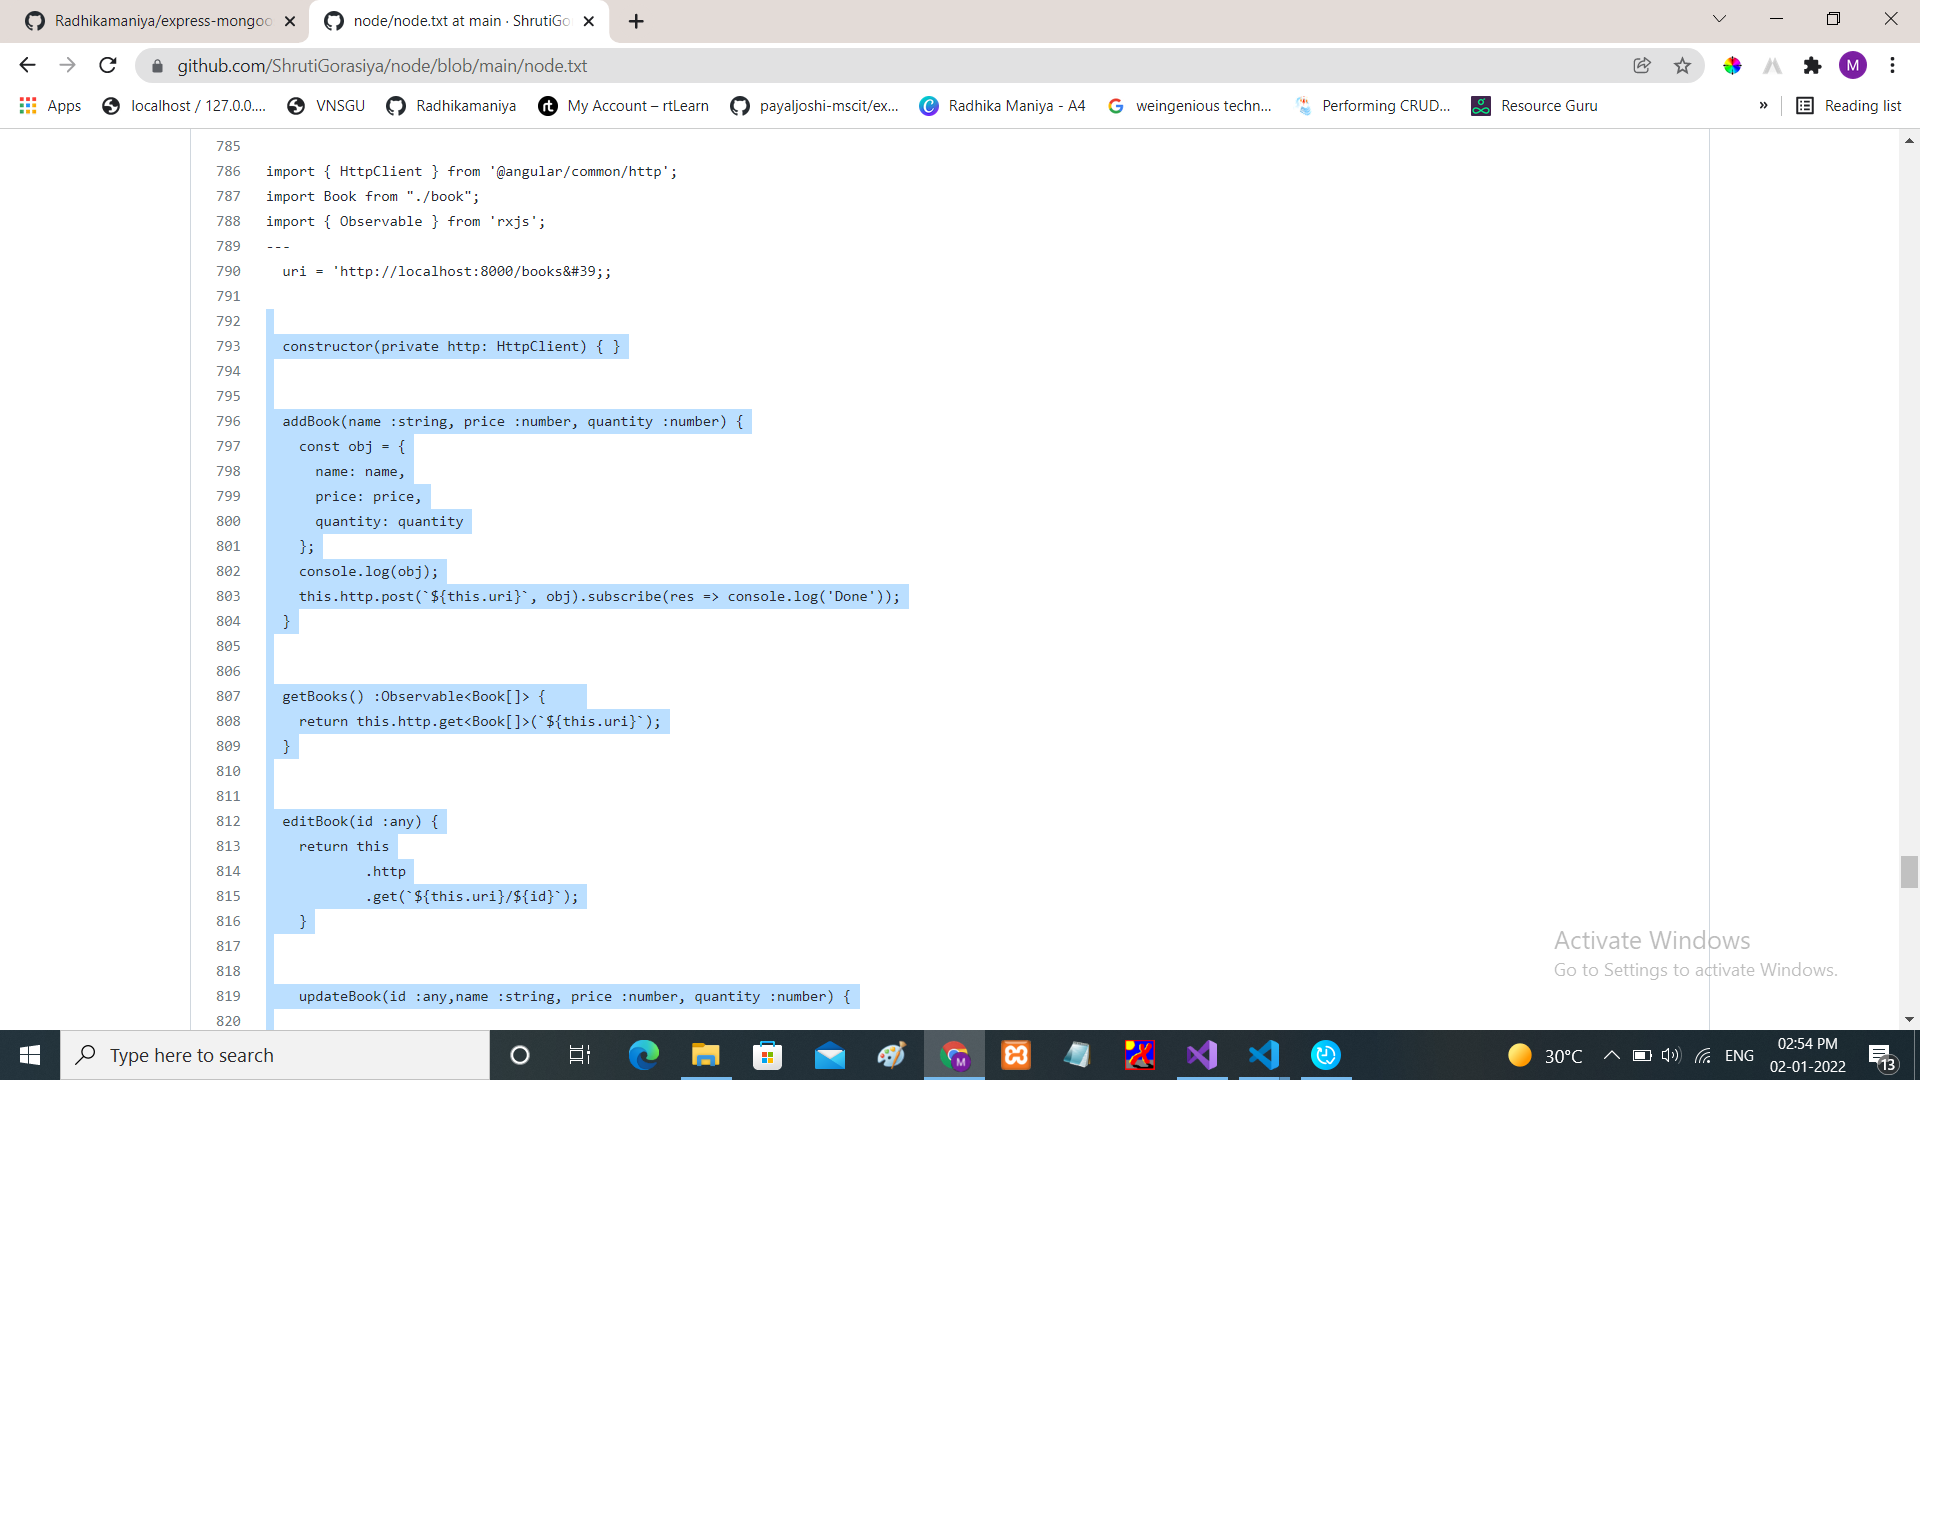 Radhikamaniya/express-mongoo
node/node.txt at main · ShrutiGo
github.com/ShrutiGorasiya/node/blob/main/node.txt
M
Apps
localhost / 127.0.0....
VNSGU
Radhikamaniya
rt
My Account – rtLearn
payaljoshi-mscit/ex...
Radhika Maniya - A4
weingenious techn...
Performing CRUD...
Resource Guru
»
Reading list
785
786 import { HttpClient } from '@angular/common/http';
787 import Book from "./book";
788 import { Observable } from 'rxjs';
789 ---
790   uri = 'http://localhost:8000/books&#39;;
791
792
793   constructor(private http: HttpClient) { }
794
795
796   addBook(name :string, price :number, quantity :number) {
797     const obj = {
798       name: name,
799       price: price,
800       quantity: quantity
801     };
802     console.log(obj);
803     this.http.post(`${this.uri}`, obj).subscribe(res => console.log('Done'));
804   }
805
806
807   getBooks() :Observable<Book[]> {
808     return this.http.get<Book[]>(`${this.uri}`);
809   }
810
811
812   editBook(id :any) {
813     return this
814             .http
815             .get(`${this.uri}/${id}`);
816     }
817
818
819     updateBook(id :any,name :string, price :number, quantity :number) {
820
Activate Windows
Go to Settings to activate Windows.
Type here to search
M
30°C
ENG
02:54 PM
02-01-2022
13